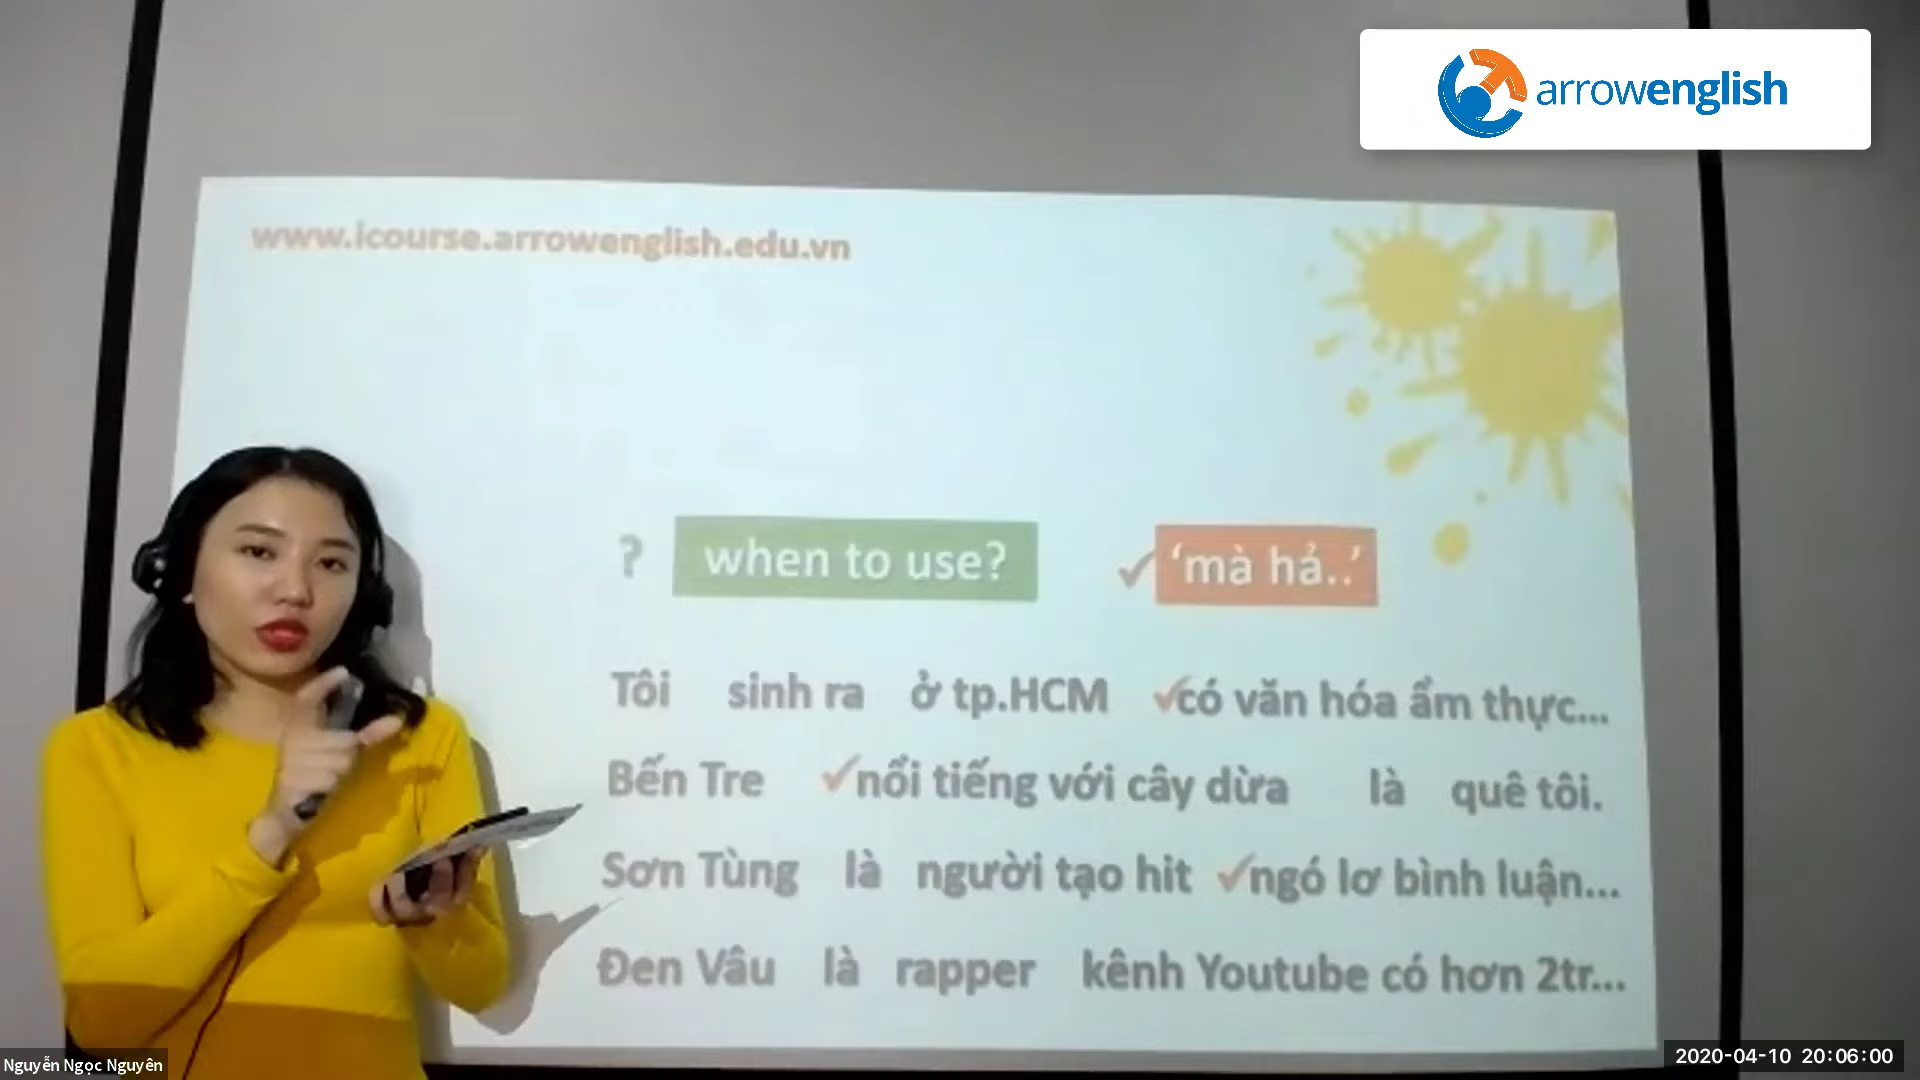 arrowenglish
www.icourse.arrowenglish.edu.vn
? when to use? ‘mà hả..’
Tôi sinh ra ở tp.HCM có văn hóa ẩm thực...
Bến Tre nổi tiếng với cây dừa là quê tôi.
Sơn Tùng là người tạo hit ngó lơ bình luận...
Đen Vâu là rapper kênh Youtube có hơn 2tr...
Nguyễn Ngọc Nguyên
2020-04-10 20:06:00